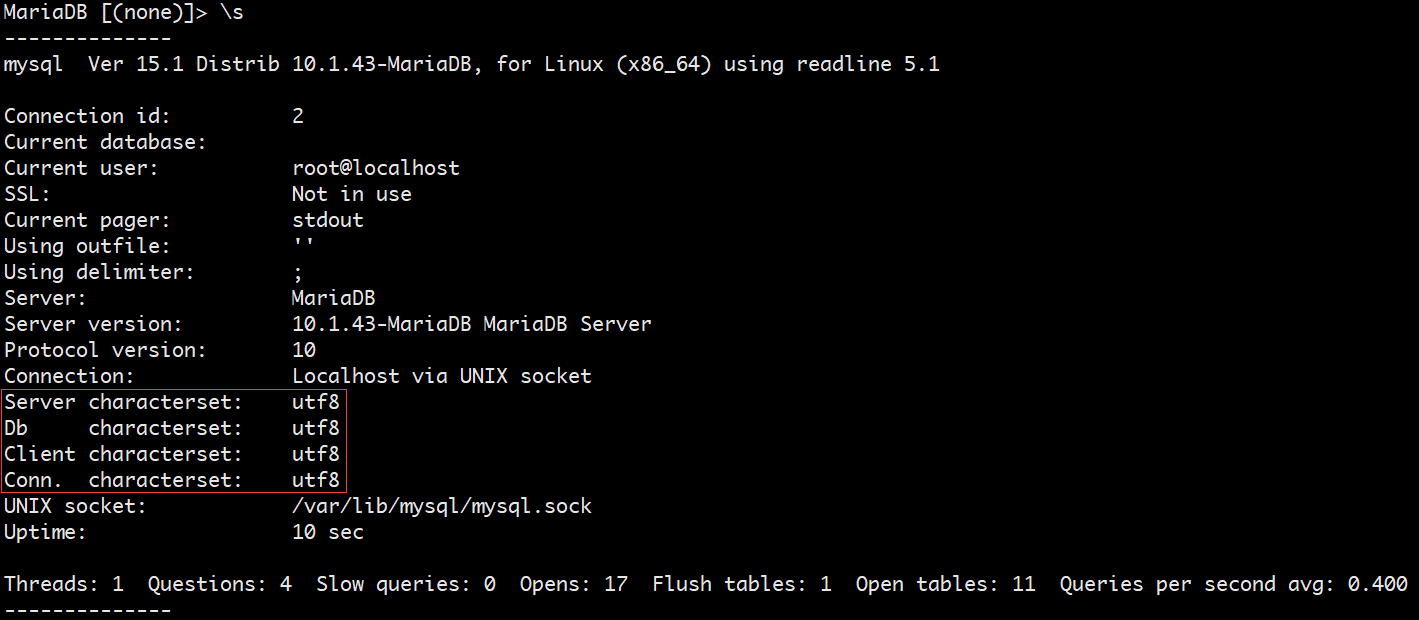 MariaDB [(none)]> \s
--------------
mysql  Ver 15.1 Distrib 10.1.43-MariaDB, for Linux (x86_64) using readline 5.1
Connection id:          2
Current database:
Current user:           root@localhost
SSL:                    Not in use
Current pager:          stdout
Using outfile:          ''
Using delimiter:        ;
Server:                 MariaDB
Server version:         10.1.43-MariaDB MariaDB Server
Protocol version:       10
Connection:             Localhost via UNIX socket
Server characterset:    utf8
Db     characterset:    utf8
Client characterset:    utf8
Conn.  characterset:    utf8
UNIX socket:            /var/lib/mysql/mysql.sock
Uptime:                 10 sec
Threads: 1  Questions: 4  Slow queries: 0  Opens: 17  Flush tables: 1  Open tables: 11  Queries per second avg: 0.400
--------------